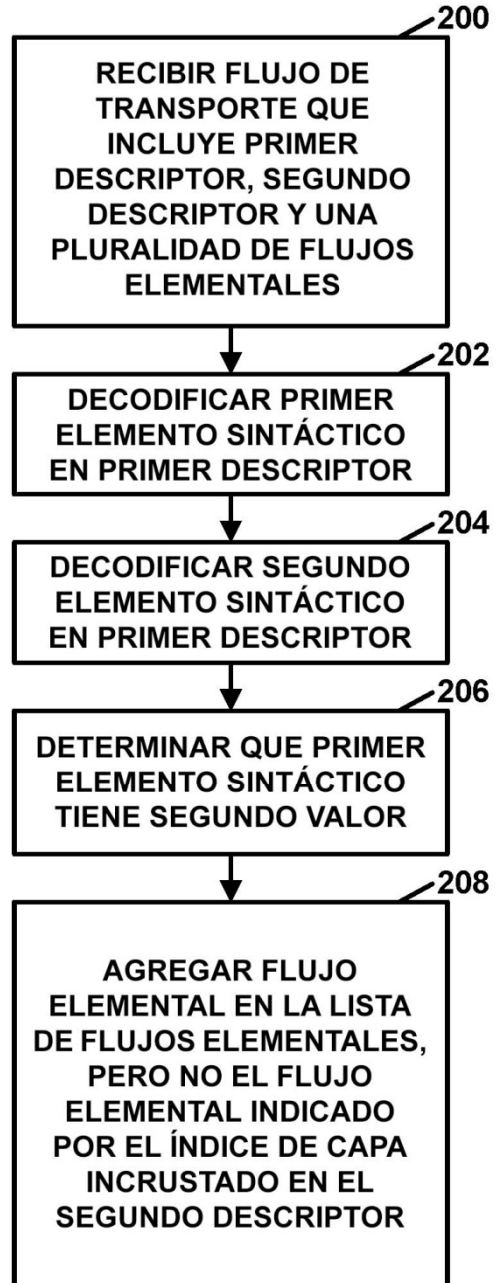 200
RECIBIR FLUJO DE
TRANSPORTE QUE
INCLUYE PRIMER
DESCRIPTOR, SEGUNDO
DESCRIPTOR Y UNA
PLURALIDAD DE FLUJOS
ELEMENTALES
202
DECODIFICAR PRIMER
ELEMENTO SINTÁCTICO
EN PRIMER DESCRIPTOR
204
DECODIFICAR SEGUNDO
ELEMENTO SINTÁCTICO
EN PRIMER DESCRIPTOR
206
DETERMINAR QUE PRIMER
ELEMENTO SINTÁCTICO
TIENE SEGUNDO VALOR
208
AGREGAR FLUJO
ELEMENTAL EN LA LISTA
DE FLUJOS ELEMENTALES,
PERO NO EL FLUJO
ELEMENTAL INDICADO
POR EL ÍNDICE DE CAPA
INCRUSTADO EN EL
SEGUNDO DESCRIPTOR